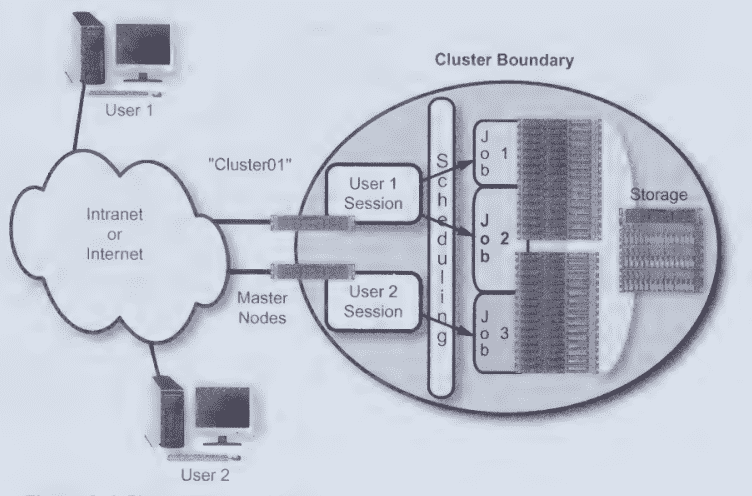 Cluster Boundary
User 1
"Cluster01"
Intranet
or
Internet
User 1
Session
Scheduling
Job 1
Job 2
Job 3
Storage
Master
Nodes
User 2
Session
User 2